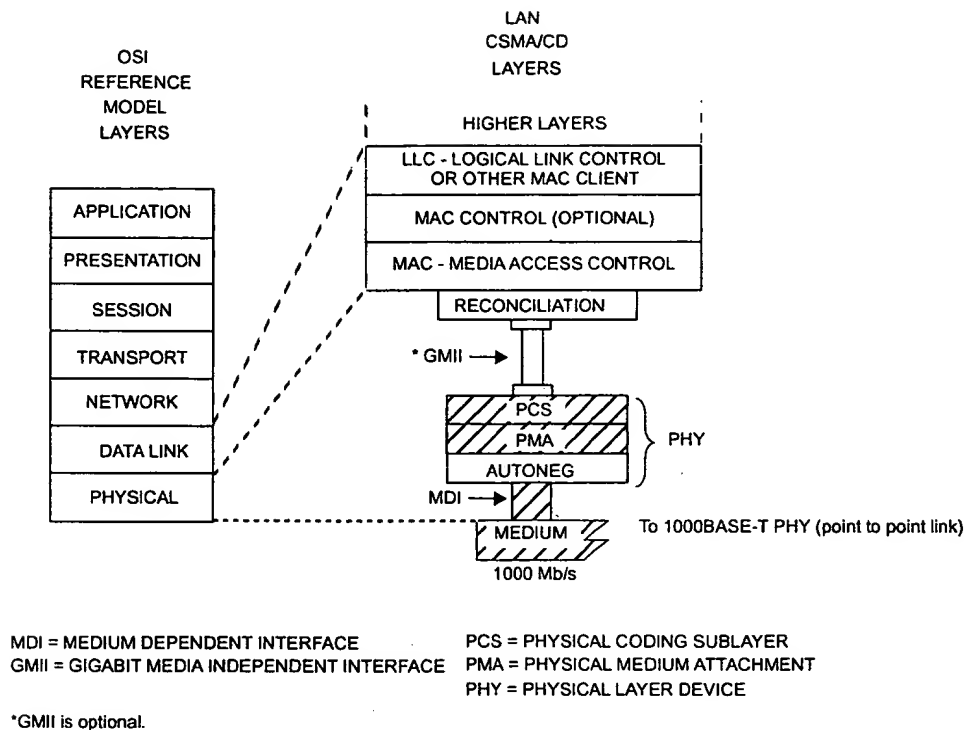 OSI
REFERENCE
MODEL
LAYERS
APPLICATION
PRESENTATION
SESSION
TRANSPORT
NETWORK
DATA LINK
PHYSICAL
LAN
CSMA/CD
LAYERS
HIGHER LAYERS
LLC - LOGICAL LINK CONTROL
OR OTHER MAC CLIENT
MAC CONTROL (OPTIONAL)
MAC - MEDIA ACCESS CONTROL
RECONCILIATION
* GMII
PCS
PMA
AUTONEG
PHY
MDI
MEDIUM
To 1000BASE-T PHY (point to point link)
1000 Mb/s
MDI = MEDIUM DEPENDENT INTERFACE
GMII = GIGABIT MEDIA INDEPENDENT INTERFACE
PCS = PHYSICAL CODING SUBLAYER
PMA = PHYSICAL MEDIUM ATTACHMENT
PHY = PHYSICAL LAYER DEVICE
*GMII is optional.